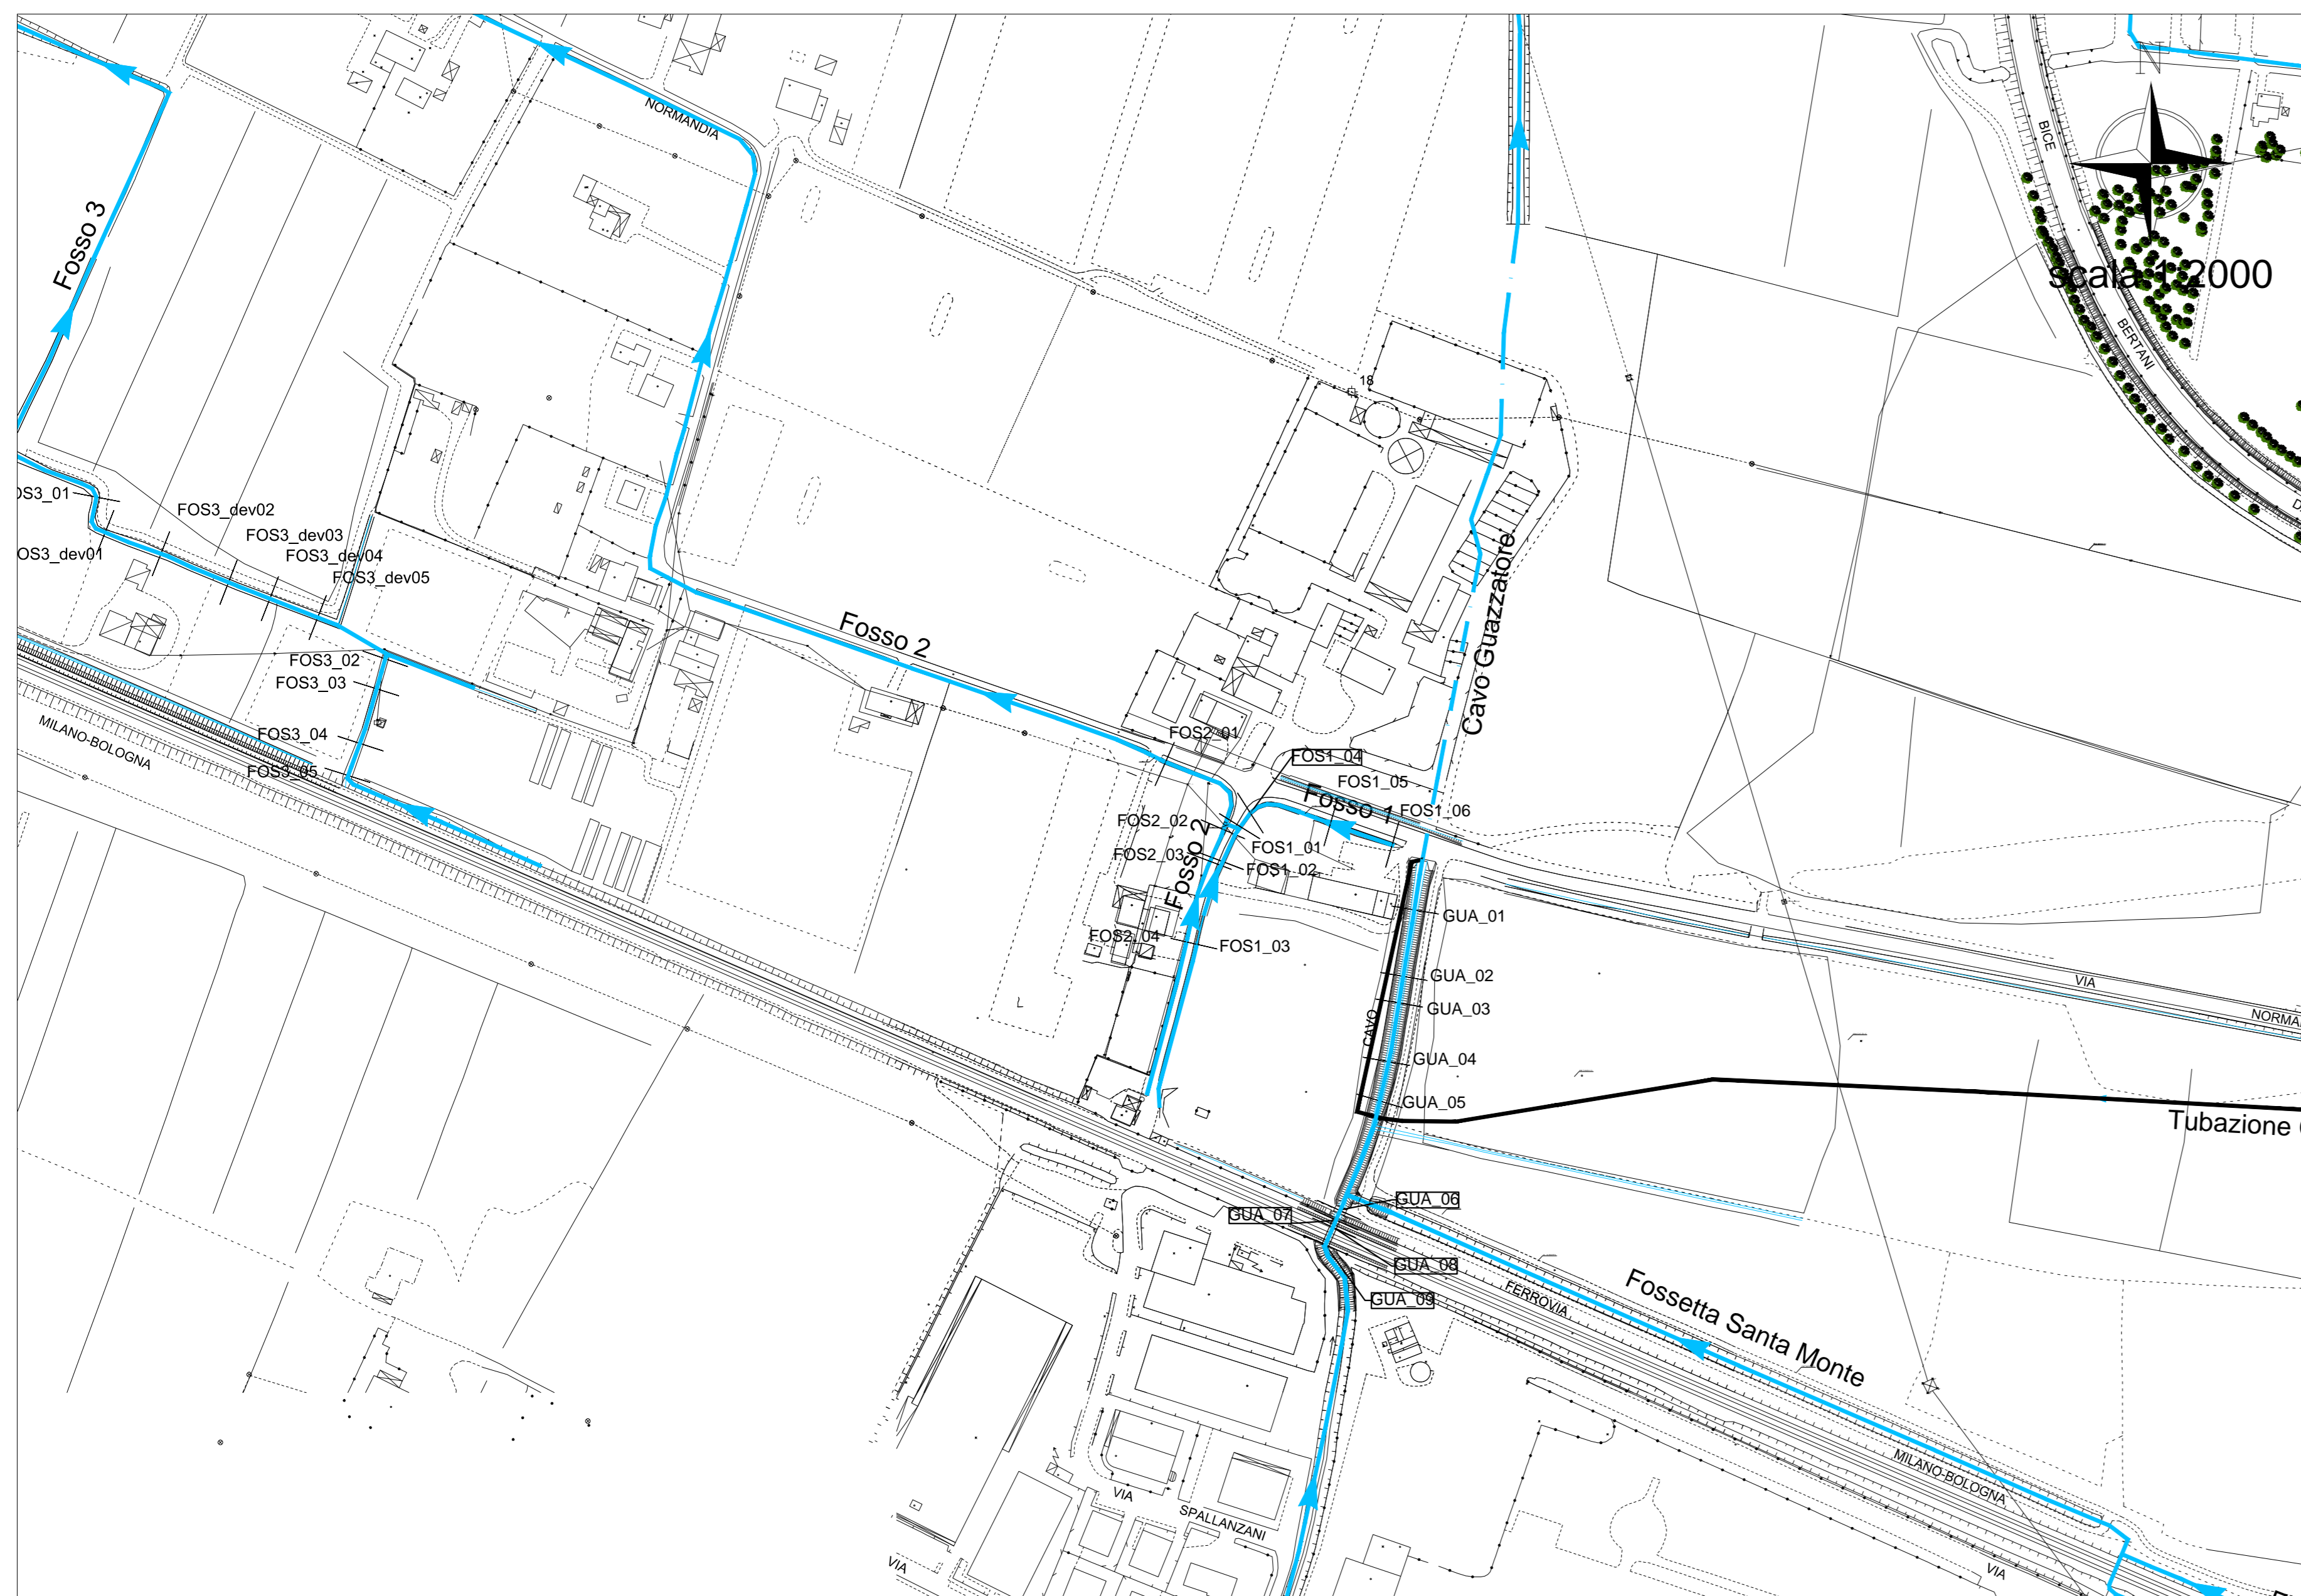 N
NORMANDIA
BICE
Fosso 3
scala 1:2000
BERTANI
18
FOS3_dev02
FOS3_dev03
FOS3_dev04
FOS3_dev05
Cavo Guazzatore
Fosso 2
FOS3_02
FOS3_03
FOS3_04
FOS3_05
MILANO-BOLOGNA
FOS2_01
FOS1_04
FOS1_05
Fosso 1
FOS1_06
FOS2_02
FOS1_01
FOS2_03
FOS1_02
Fosso 2
GUA_01
FOS2_04
FOS1_03
GUA_02
VIA
GUA_03
CAVO
GUA_04
GUA_05
Tubazione
GUA_06
GUA_07
GUA_08
GUA_09
FERROVIA
Fossetta Santa Monte
MILANO-BOLOGNA
VIA
SPALLANZANI
VIA
VIA